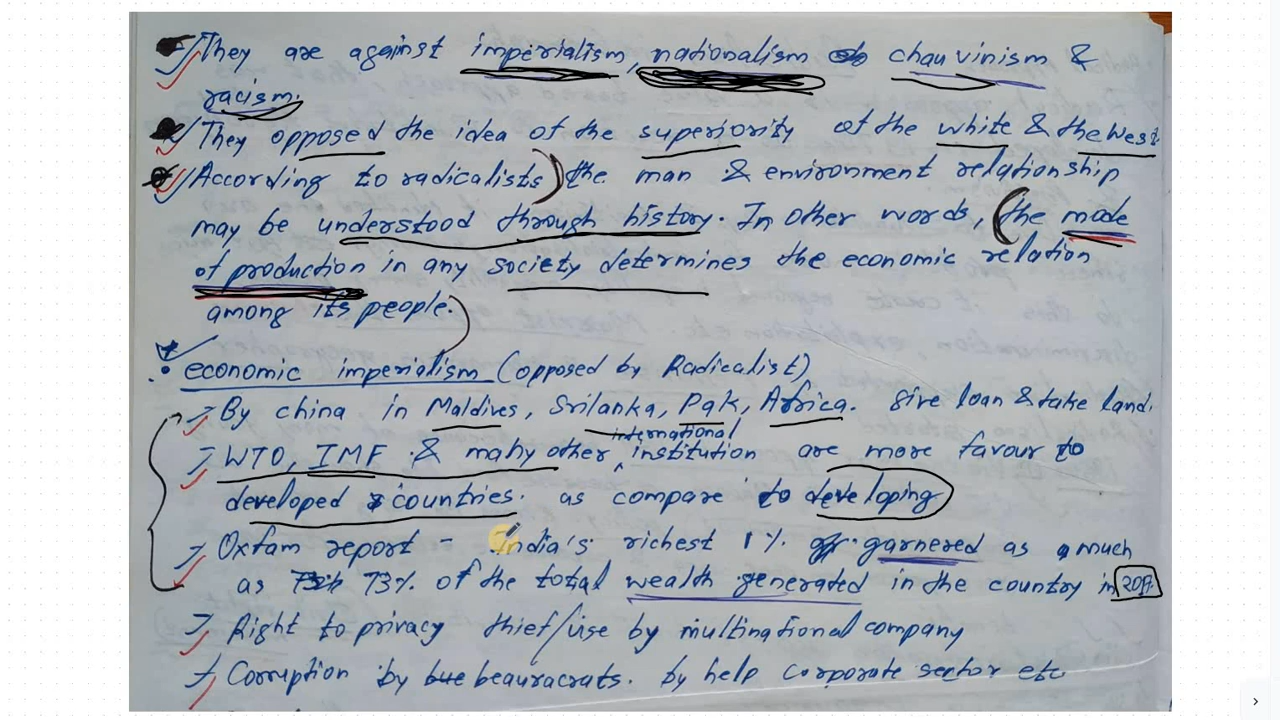 They are against imperialism, nationalism chauvinism &
racism.
They opposed the idea of the superiority of the white & the West.
According to radicalists the man & environment relationship
may be understood through history. In other words, (the mode
of production in any society determines the economic relation
among its people.)
economic imperialism (opposed by Radicalist)
By china in Maldives, Srilanka, Pak, Africa. Give loan & take land.
international
WTO, IMF & many other institution are more favour to
developed countries. as compare to developing
Oxfam report - India's richest 1% garnered as much
as 73% of the total wealth generated in the country in 2017.
Right to privacy thief/use by multinational company
Corruption by beauracrats. by help corporate sector etc